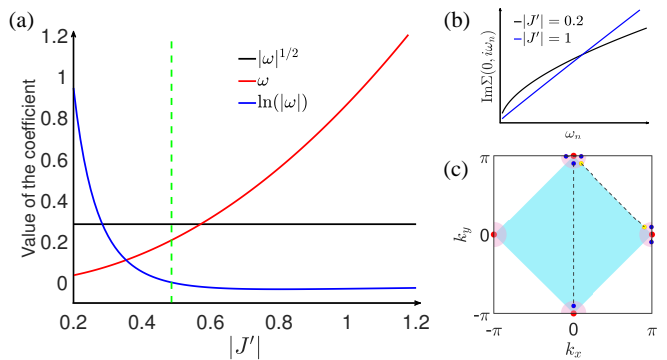 (a)
Value of the coefficient
1.2
1
0.8
0.6
0.4
0.2
0
|ω|^{1/2}
ω
ln(|ω|)
0.2
0.4
0.6
0.8
1
1.2
|J′|
(b)
ImΣ(0, iω_n)
|J′| = 0.2
|J′| = 1
ω_n
(c)
k_y
π
0
-π
-π
0
π
k_x